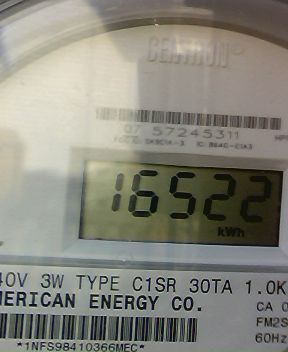 CENTRON®
07 57245311
16522
kWh
40V 3W TYPE C1SR 30TA 1.0K
MERICAN ENERGY CO.
CA 0
FM2S
60Hz
*1NFS98410366MEC*